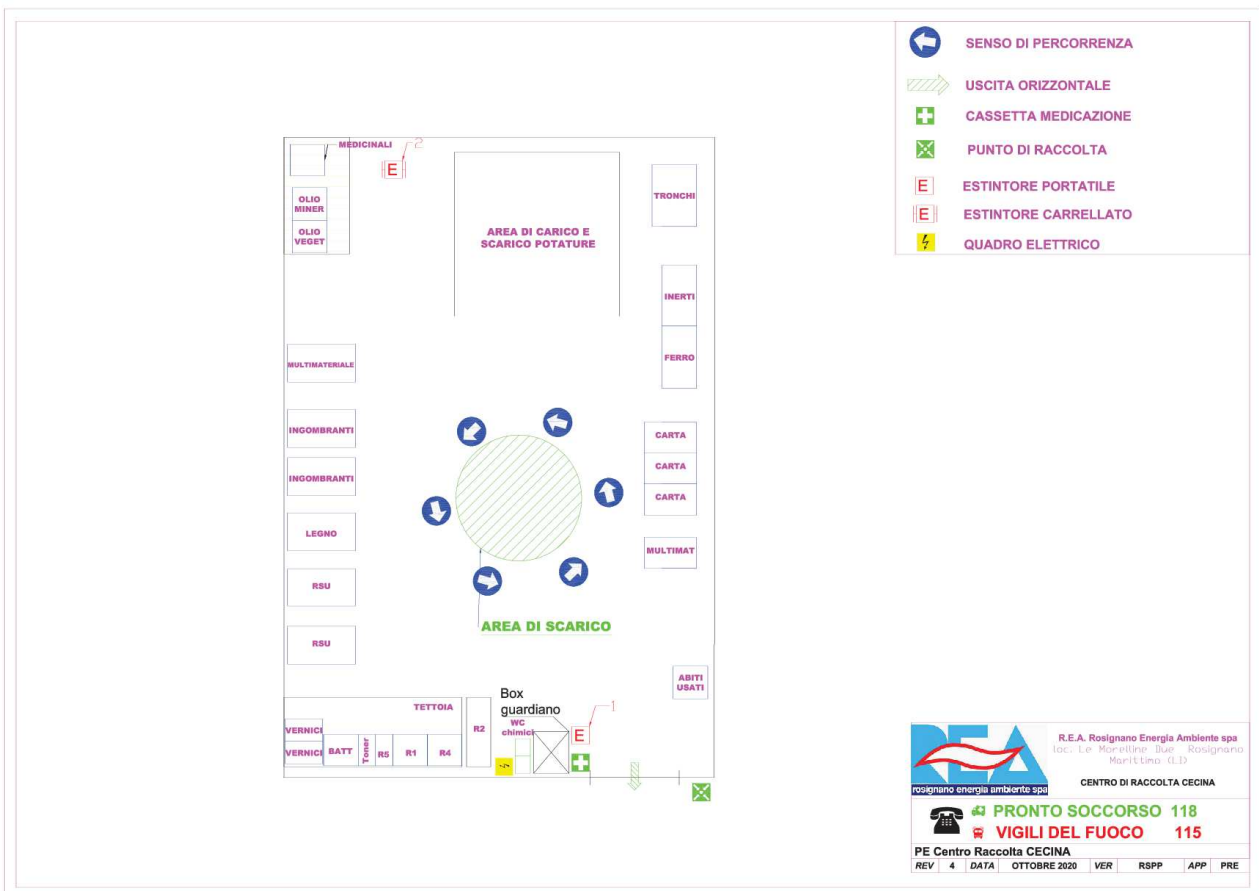 SENSO DI PERCORRENZA
USCITA ORIZZONTALE
CASSETTA MEDICAZIONE
PUNTO DI RACCOLTA
E ESTINTORE PORTATILE
E ESTINTORE CARRELLATO
QUADRO ELETTRICO
MEDICINALI
2
E
OLIO
MINER
OLIO
VEGET
AREA DI CARICO E
SCARICO POTATURE
TRONCHI
INERTI
FERRO
MULTIMATERIALE
INGOMBRANTI
INGOMBRANTI
LEGNO
RSU
RSU
CARTA
CARTA
CARTA
MULTIMAT
AREA DI SCARICO
ABITI
USATI
TETTOIA
VERNICI
VERNICI
BATT
Toner
R5
R1
R4
R2
Box
guardiano
WC
chimici
E
1
REA
rosignano energia ambiente spa
R.E.A. Rosignano Energia Ambiente spa
loc. Le Morelline Due Rosignano
Marittimo (LI)
CENTRO DI RACCOLTA CECINA
PRONTO SOCCORSO 118
VIGILI DEL FUOCO 115
PE Centro Raccolta CECINA
REV 4 DATA OTTOBRE 2020 VER RSPP APP PRE